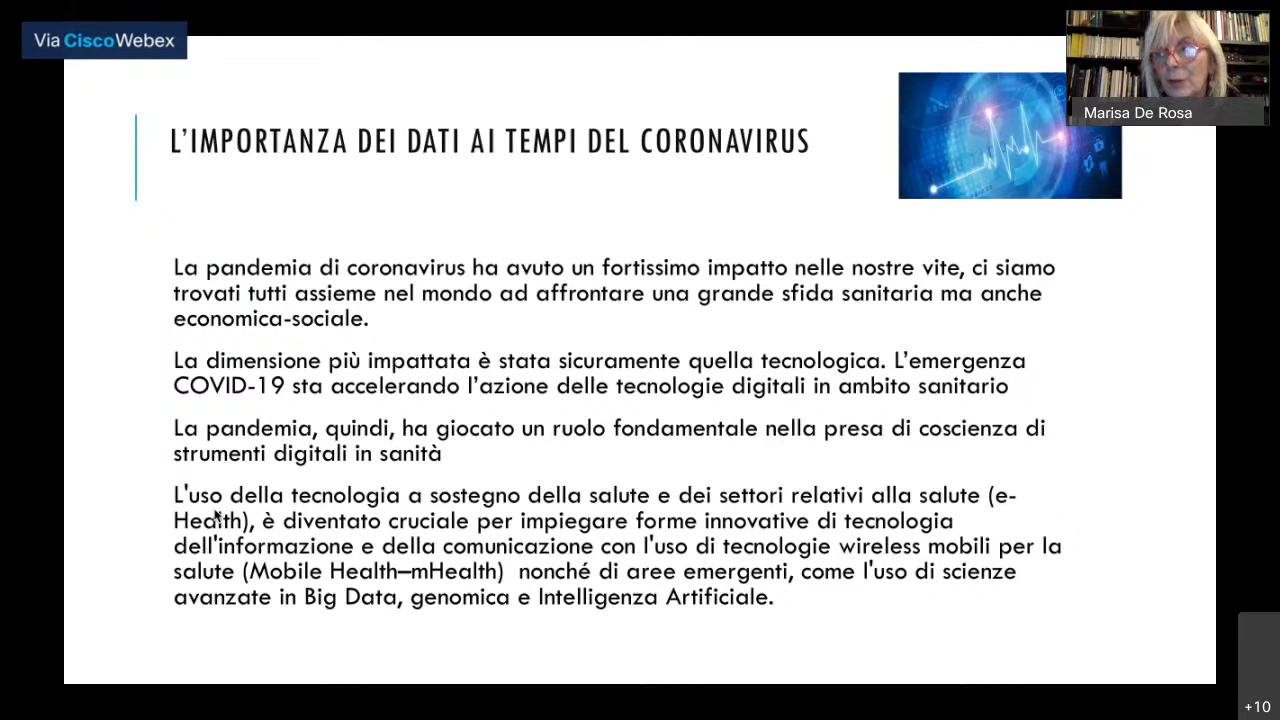 Via CiscoWebex
Marisa De Rosa
L'IMPORTANZA DEI DATI AI TEMPI DEL CORONAVIRUS
La pandemia di coronavirus ha avuto un fortissimo impatto nelle nostre vite, ci siamo
trovati tutti assieme nel mondo ad affrontare una grande sfida sanitaria ma anche
economica-sociale.
La dimensione più impattata è stata sicuramente quella tecnologica. L'emergenza
COVID-19 sta accelerando l'azione delle tecnologie digitali in ambito sanitario
La pandemia, quindi, ha giocato un ruolo fondamentale nella presa di coscienza di
strumenti digitali in sanità
L'uso della tecnologia a sostegno della salute e dei settori relativi alla salute (e-
Health), è diventato cruciale per impiegare forme innovative di tecnologia
dell'informazione e della comunicazione con l'uso di tecnologie wireless mobili per la
salute (Mobile Health–mHealth)  nonché di aree emergenti, come l'uso di scienze
avanzate in Big Data, genomica e Intelligenza Artificiale.
+10